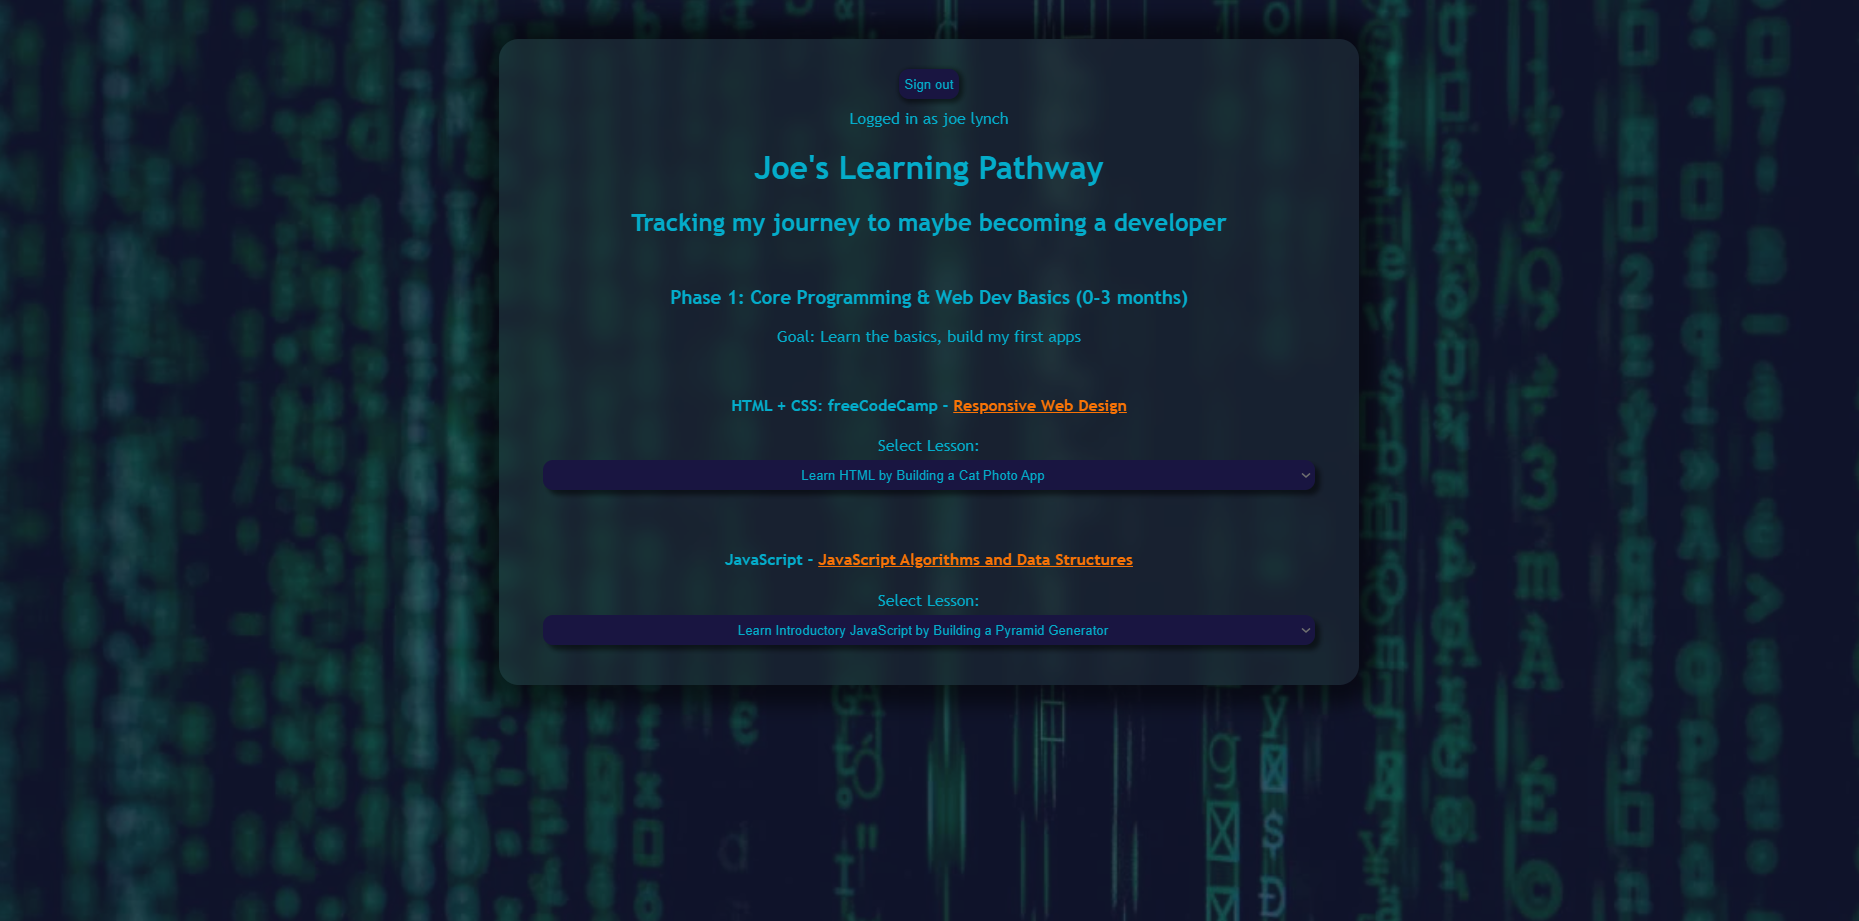 Sign out
Logged in as joe lynch
Joe's Learning Pathway
Tracking my journey to maybe becoming a developer
Phase 1: Core Programming & Web Dev Basics (0-3 months)
Goal: Learn the basics, build my first apps
HTML + CSS: freeCodeCamp - Responsive Web Design
Select Lesson:
Learn HTML by Building a Cat Photo App
JavaScript - JavaScript Algorithms and Data Structures
Select Lesson:
Learn Introductory JavaScript by Building a Pyramid Generator